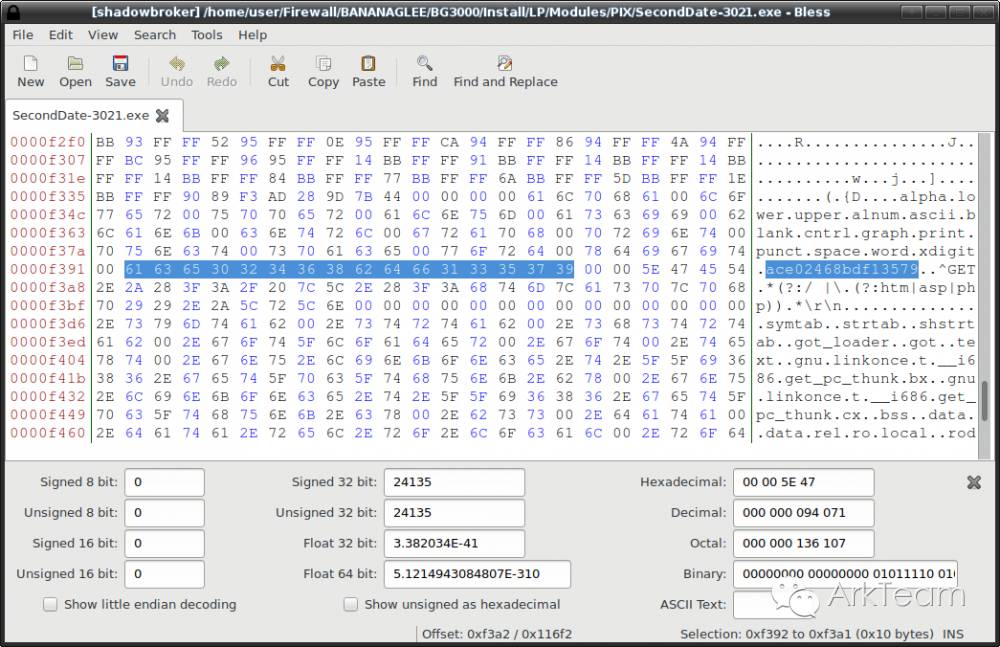 [shadowbroker] /home/user/Firewall/BANANAGLEE/BG3000/Install/LP/Modules/PIX/SecondDate-3021.exe - Bless
File Edit View Search Tools Help
New Open Save Undo Redo Cut Copy Paste Find Find and Replace
SecondDate-3021.exe
0000f2f0 BB 93 FF FF 52 95 FF FF 0E 95 FF FF CA 94 FF FF 86 94 FF FF 4A 94 FF ....R..............J..
0000f307 FF BC 95 FF FF 96 95 FF FF 14 BB FF FF 91 BB FF FF 14 BB FF FF 14 BB .......................
0000f31e FF FF 14 BB FF FF 84 BB FF FF 77 BB FF FF 6A BB FF FF 5D BB FF FF 1E ..........w...j...]....
0000f335 BB FF FF 90 89 F3 AD 28 9D 7B 44 00 00 00 00 61 6C 70 68 61 00 6C 6F .......(.{D....alpha.lo
0000f34c 77 65 72 00 75 70 70 65 72 00 61 6C 6E 75 6D 00 61 73 63 69 69 00 62 wer.upper.alnum.ascii.b
0000f363 6C 61 6E 6B 00 63 6E 74 72 6C 00 67 72 61 70 68 00 70 72 69 6E 74 00 lank.cntrl.graph.print.
0000f37a 70 75 6E 63 74 00 73 70 61 63 65 00 77 6F 72 64 00 78 64 69 67 69 74 punct.space.word.xdigit
0000f391 00 61 63 65 30 32 34 36 38 62 64 66 31 33 35 37 39 00 00 5E 47 45 54 .ace02468bdf13579..^GET
0000f3a8 2E 2A 28 3F 3A 2F 20 7C 5C 2E 28 3F 3A 68 74 6D 7C 61 73 70 7C 70 68 .*(?:/ |\.(?:htm|asp|ph
0000f3bf 70 29 29 2E 2A 5C 72 5C 6E 00 00 00 00 00 00 00 00 00 00 00 00 00 00 p)).*\r\n..............
0000f3d6 2E 73 79 6D 74 61 62 00 2E 73 74 72 74 61 62 00 2E 73 68 73 74 72 74 .symtab..strtab..shstrt
0000f3ed 61 62 00 2E 67 6F 74 5F 6C 6F 61 64 65 72 00 2E 67 6F 74 00 2E 74 65 ab..got_loader..got..te
0000f404 78 74 00 2E 67 6E 75 2E 6C 69 6E 6B 6F 6E 63 65 2E 74 2E 5F 5F 69 36 xt..gnu.linkonce.t.__i6
0000f41b 38 36 2E 67 65 74 5F 70 63 5F 74 68 75 6E 6B 2E 62 78 00 2E 67 6E 75 86.get_pc_thunk.bx..gnu
0000f432 2E 6C 69 6E 6B 6F 6E 63 65 2E 74 2E 5F 5F 69 36 38 36 2E 67 65 74 5F .linkonce.t.__i686.get_
0000f449 70 63 5F 74 68 75 6E 6B 2E 63 78 00 2E 62 73 73 00 2E 64 61 74 61 00 pc_thunk.cx..bss..data.
0000f460 2E 64 61 74 61 2E 72 65 6C 2E 72 6F 2E 6C 6F 63 61 6C 00 2E 72 6F 64 .data.rel.ro.local..rod
Signed 8 bit: 0 Signed 32 bit: 24135 Hexadecimal: 00 00 5E 47
Unsigned 8 bit: 0 Unsigned 32 bit: 24135 Decimal: 000 000 094 071
Signed 16 bit: 0 Float 32 bit: 3.382034E-41 Octal: 000 000 136 107
Unsigned 16 bit: 0 Float 64 bit: 5.1214943084807E-310 Binary: 00000000 00000000 01011110 010
Show little endian decoding Show unsigned as hexadecimal ASCII Text:
ArkTeam
Offset: 0xf3a2 / 0x116f2 Selection: 0xf392 to 0xf3a1 (0x10 bytes) INS